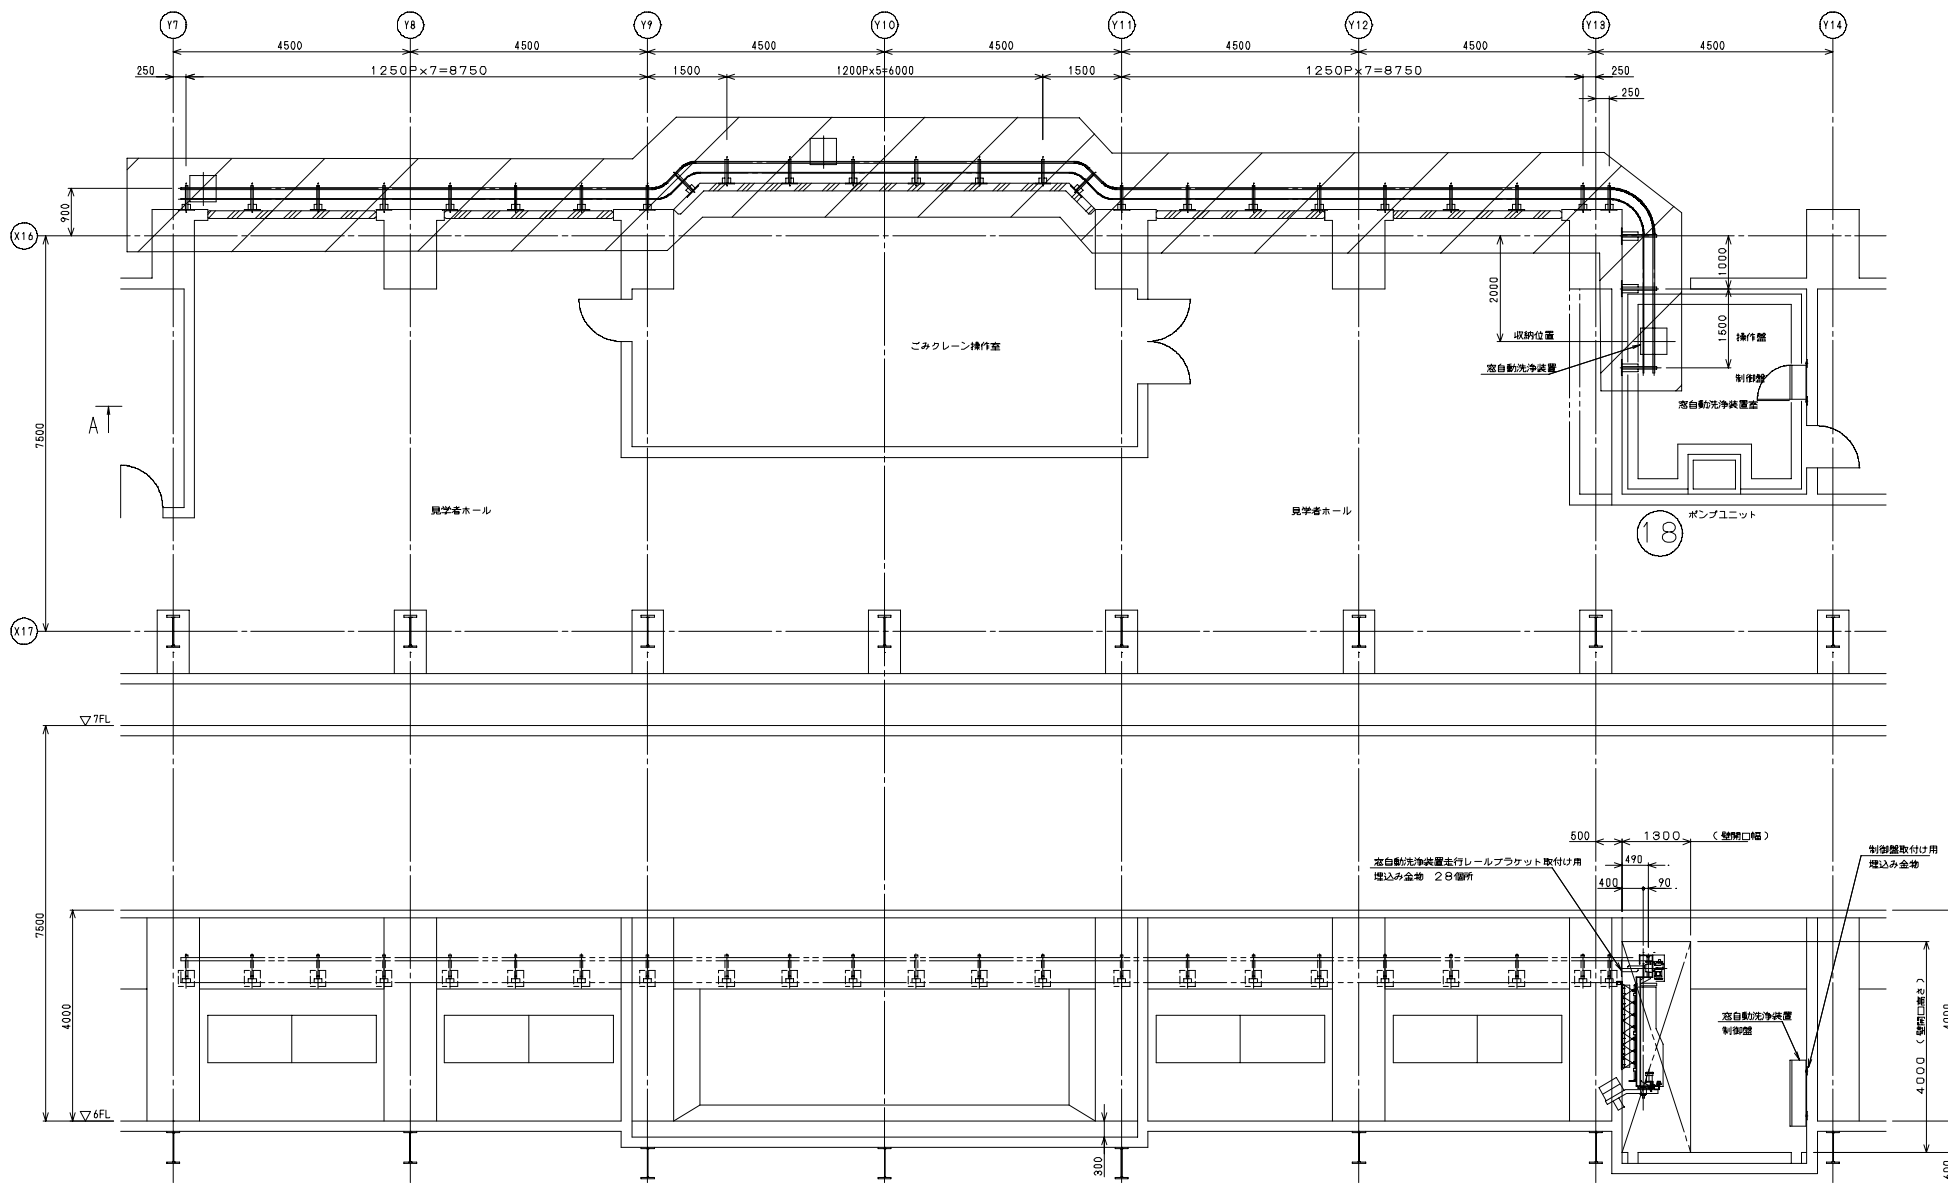 Y7 Y8 Y9 Y10 Y11 Y12 Y13 Y14
4500 4500 4500 4500 4500 4500 4500
250 1250P×7=8750 1500 1200P×5=6000 1500 1250P×7=8750 250
250
900
X16
1000
2000
1500
収納位置
操作盤
ごみクレーン操作室
窓自動洗浄装置
制御盤
窓自動洗浄装置室
A
7500
見学者ホール
見学者ホール
ポンプユニット
18
X17
▽7FL
500 1300 (壁開口幅)
窓自動洗浄装置走行レールブラケット取付け用
埋込み金物 28個所
490
400 90
制御盤取付け用
埋込み金物
7500
4000
4000 (壁開口高さ)
4000
窓自動洗浄装置
制御盤
▽6FL
300
600